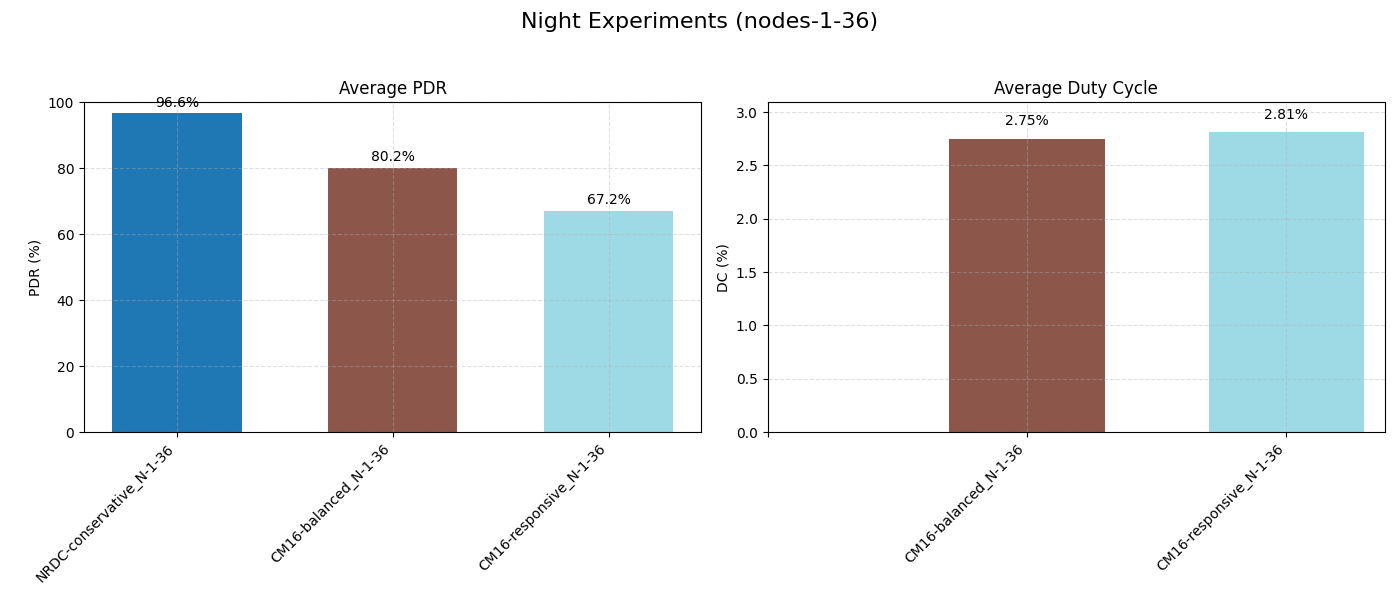 Night Experiments (nodes-1-36)
Average PDR
PDR (%)
100
80
60
40
20
0
96.6%
80.2%
67.2%
NRDC-conservative_N-1-36
CM16-balanced_N-1-36
CM16-responsive_N-1-36
Average Duty Cycle
DC (%)
3.0
2.5
2.0
1.5
1.0
0.5
0.0
2.75%
2.81%
CM16-balanced_N-1-36
CM16-responsive_N-1-36